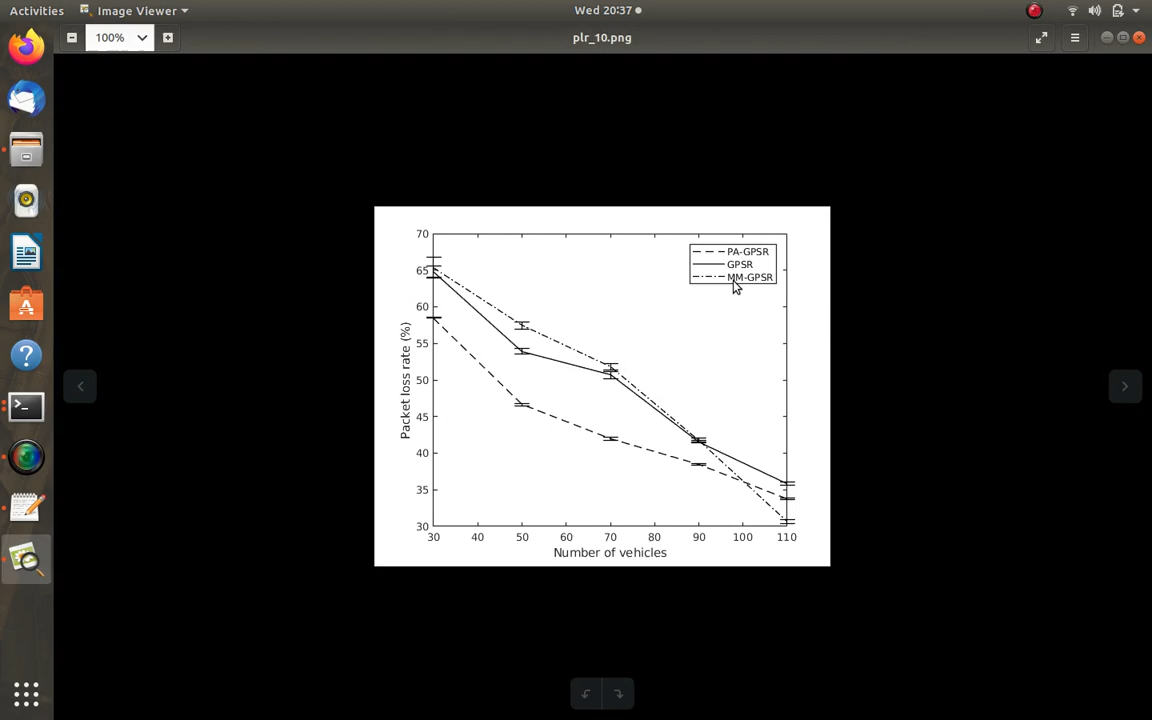 Activities Image Viewer Wed 20:37
100% plr_10.png
70
65
60
55
50
45
40
35
30
Packet loss rate (%)
PA-GPSR
GPSR
MM-GPSR
30 40 50 60 70 80 90 100 110
Number of vehicles